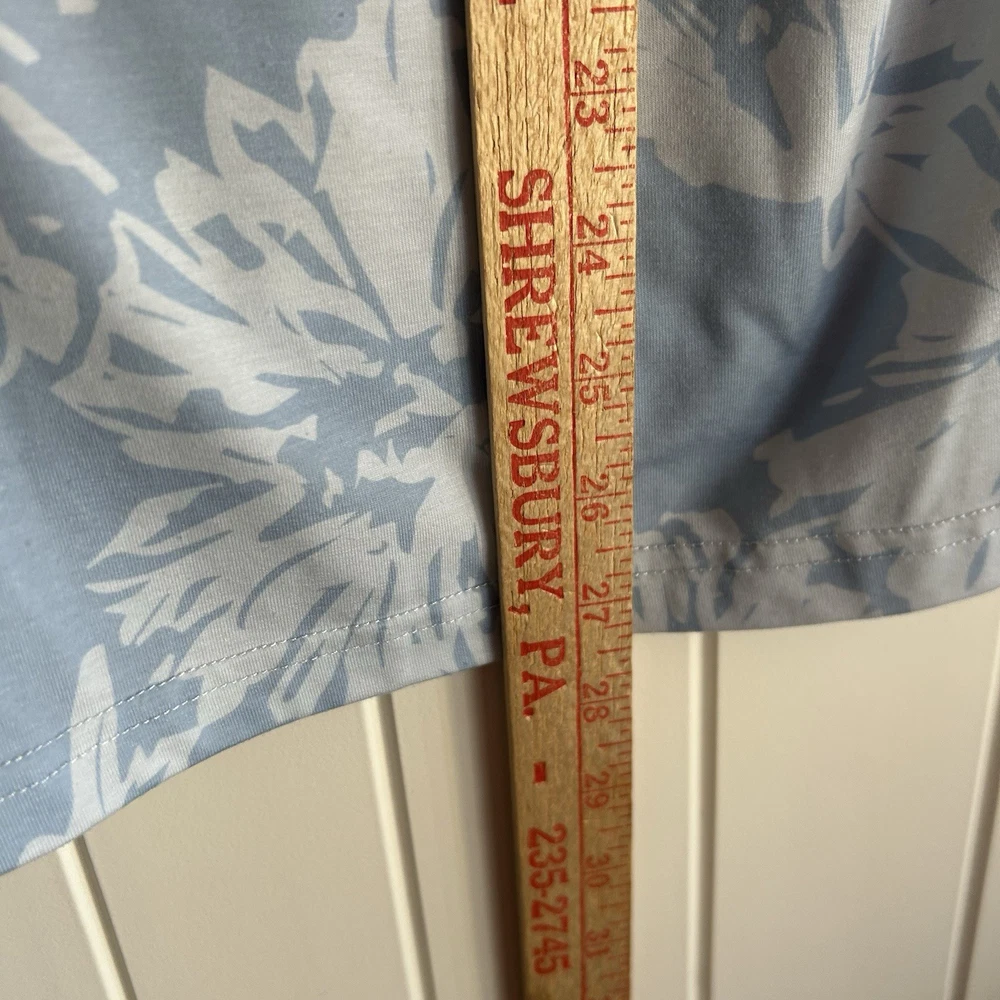 SHREWSBURY, PA. - 235-2745
23 24 25 26 27 28 29 30 31